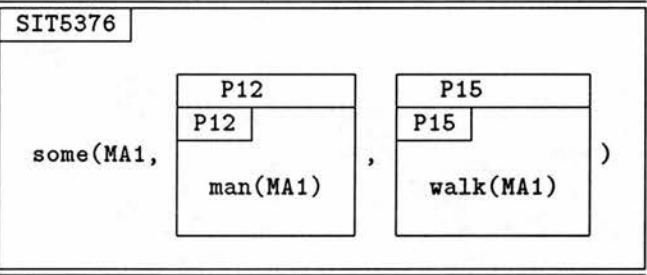 SIT5376
P12 P15
P12 P15
some(MA1, , )
man(MA1) walk(MA1)